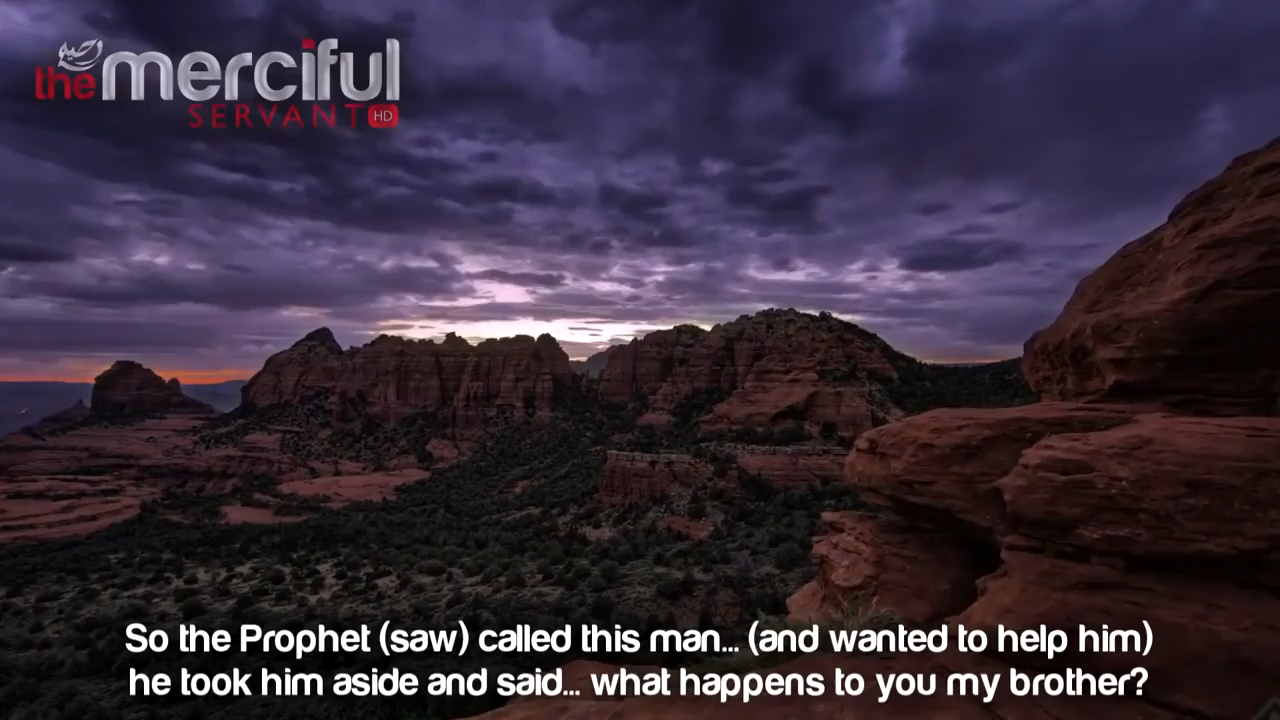 the merciful
SERVANT HD
So the Prophet (saw) called this man... (and wanted to help him)
he took him aside and said... what happens to you my brother?